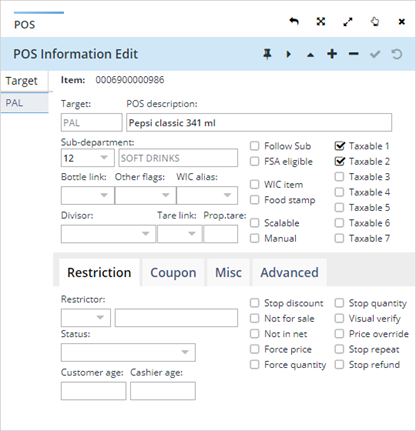 POS
POS Information Edit
Target
PAL
Item: 0006900000986
Target: POS description:
PAL Pepsi classic 341 ml
Sub-department:
12 SOFT DRINKS
Bottle link: Other flags: WIC alias:
Divisor: Tare link: Prop.tare:
Follow Sub
FSA eligible
WIC item
Food stamp
Scalable
Manual
Taxable 1
Taxable 2
Taxable 3
Taxable 4
Taxable 5
Taxable 6
Taxable 7
Restriction Coupon Misc Advanced
Restrictor:
Status:
Customer age: Cashier age:
Stop discount
Not for sale
Not in net
Force price
Force quantity
Stop quantity
Visual verify
Price override
Stop repeat
Stop refund